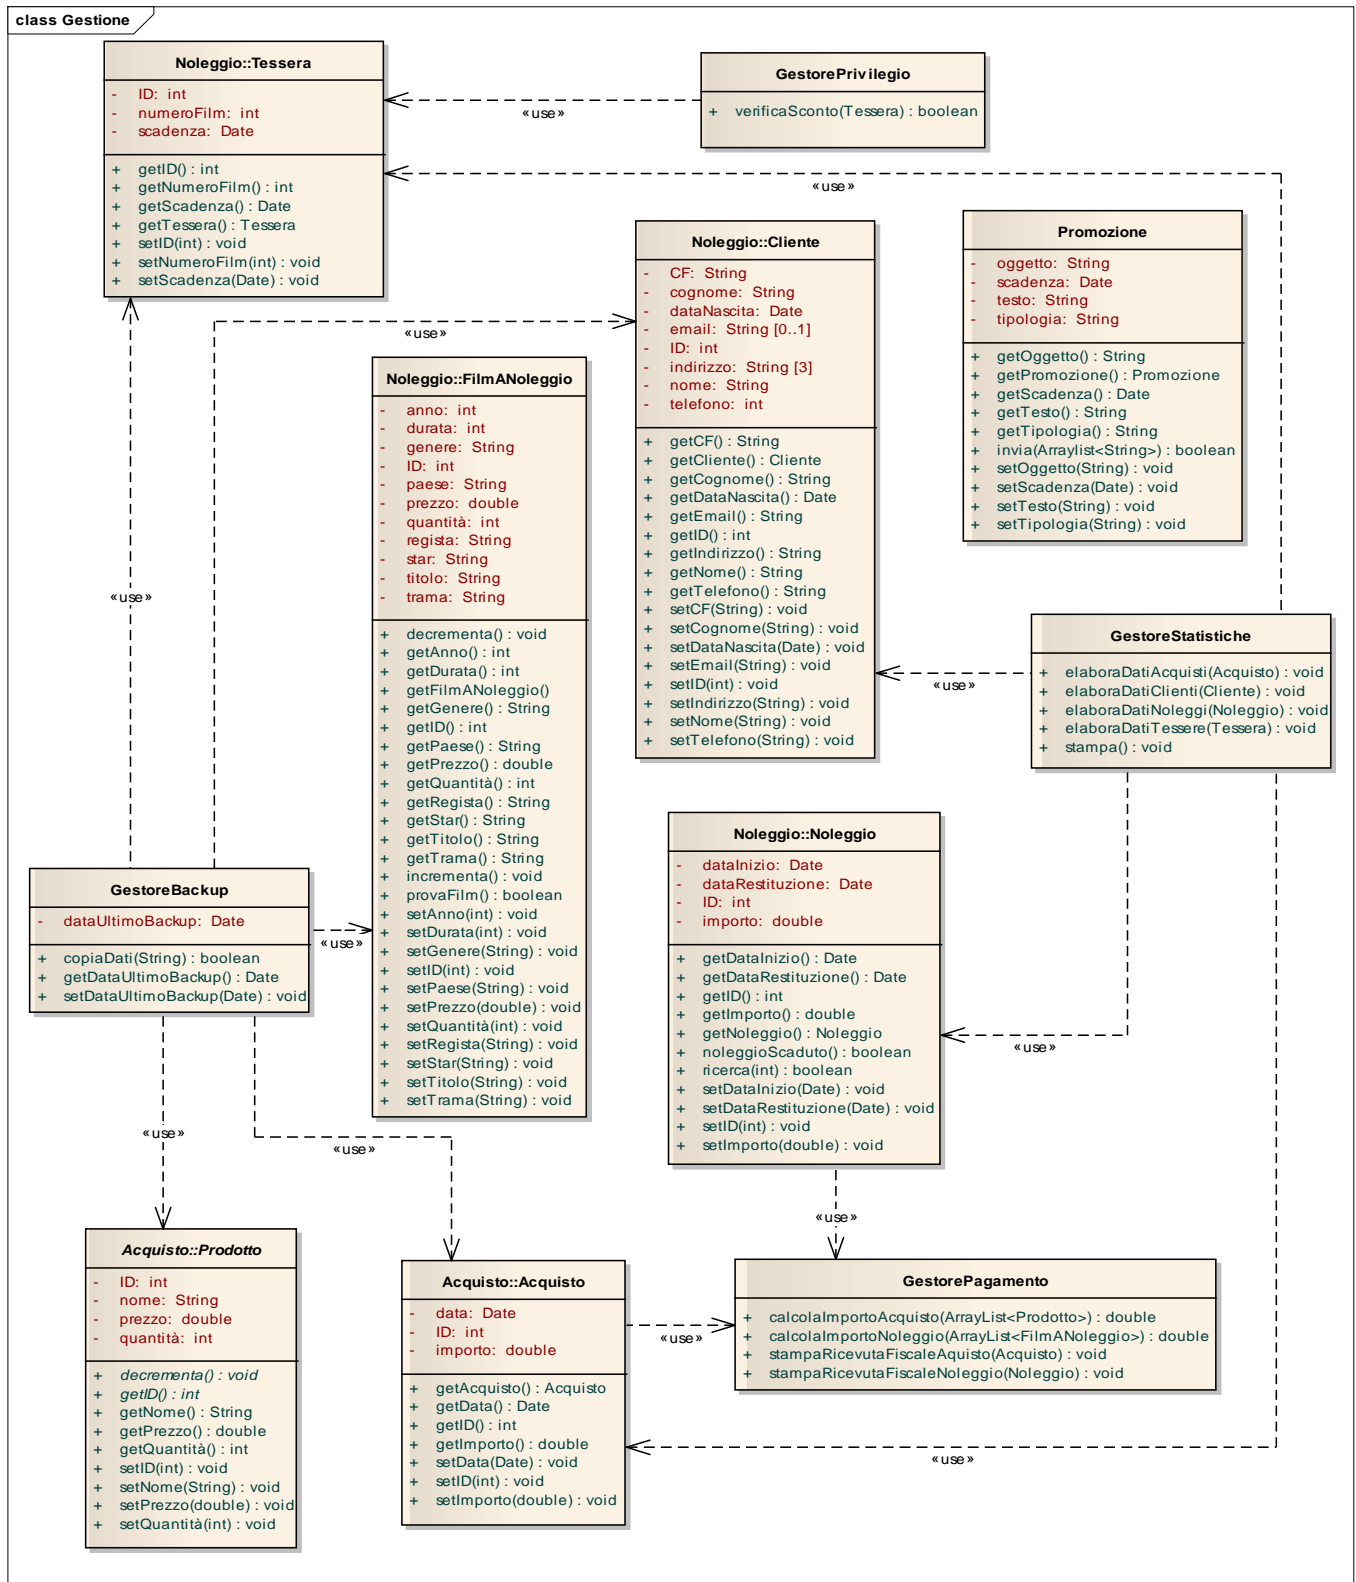 class Gestione
Noleggio::Tessera
- ID: int
- numeroFilm: int
- scadenza: Date
+ getID() : int
+ getNumeroFilm() : int
+ getScadenza() : Date
+ getTessera() : Tessera
+ setID(int) : void
+ setNumeroFilm(int) : void
+ setScadenza(Date) : void
GestorePrivilegio
+ verificaSconto(Tessera) : boolean
«use»
«use»
Noleggio::Cliente
- CF: String
- cognome: String
- dataNascita: Date
- email: String [0..1]
- ID: int
- indirizzo: String [3]
- nome: String
- telefono: int
+ getCF() : String
+ getCliente() : Cliente
+ getCognome() : String
+ getDataNascita() : Date
+ getEmail() : String
+ getID() : int
+ getIndirizzo() : String
+ getNome() : String
+ getTelefono() : String
+ setCF(String) : void
+ setCognome(String) : void
+ setDataNascita(Date) : void
+ setEmail(String) : void
+ setID(int) : void
+ setIndirizzo(String) : void
+ setNome(String) : void
+ setTelefono(String) : void
Promozione
- oggetto: String
- scadenza: Date
- testo: String
- tipologia: String
+ getOggetto() : String
+ getPromozione() : Promozione
+ getScadenza() : Date
+ getTesto() : String
+ getTipologia() : String
+ invia(Arraylist<String>) : boolean
+ setOggetto(String) : void
+ setScadenza(Date) : void
+ setTesto(String) : void
+ setTipologia(String) : void
«use»
Noleggio::FilmANoleggio
- anno: int
- durata: int
- genere: String
- ID: int
- paese: String
- prezzo: double
- quantità: int
- regista: String
- star: String
- titolo: String
- trama: String
+ decrementa() : void
+ getAnno() : int
+ getDurata() : int
+ getFilmANoleggio()
+ getGenere() : String
+ getID() : int
+ getPaese() : String
+ getPrezzo() : double
+ getQuantità() : int
+ getRegista() : String
+ getStar() : String
+ getTitolo() : String
+ getTrama() : String
+ incrementa() : void
+ provaFilm() : boolean
+ setAnno(int) : void
+ setDurata(int) : void
+ setGenere(String) : void
+ setID(int) : void
+ setPaese(String) : void
+ setPrezzo(double) : void
+ setQuantità(int) : void
+ setRegista(String) : void
+ setStar(String) : void
+ setTitolo(String) : void
+ setTrama(String) : void
«use»
GestoreStatistiche
+ elaboraDatiAcquisti(Acquisto) : void
+ elaboraDatiClienti(Cliente) : void
+ elaboraDatiNoleggi(Noleggio) : void
+ elaboraDatiTessere(Tessera) : void
+ stampa() : void
«use»
Noleggio::Noleggio
- dataInizio: Date
- dataRestituzione: Date
- ID: int
- importo: double
+ getDataInizio() : Date
+ getDataRestituzione() : Date
+ getID() : int
+ getImporto() : double
+ getNoleggio() : Noleggio
+ noleggioScaduto() : boolean
+ ricerca(int) : boolean
+ setDataInizio(Date) : void
+ setDataRestituzione(Date) : void
+ setID(int) : void
+ setImporto(double) : void
GestoreBackup
- dataUltimoBackup: Date
+ copiaDati(String) : boolean
+ getDataUltimoBackup() : Date
+ setDataUltimoBackup(Date) : void
«use»
«use»
«use»
«use»
«use»
Acquisto::Prodotto
- ID: int
- nome: String
- prezzo: double
- quantità: int
+ decrementa() : void
+ getID() : int
+ getNome() : String
+ getPrezzo() : double
+ getQuantità() : int
+ setID(int) : void
+ setNome(String) : void
+ setPrezzo(double) : void
+ setQuantità(int) : void
Acquisto::Acquisto
- data: Date
- ID: int
- importo: double
+ getAcquisto() : Acquisto
+ getData() : Date
+ getID() : int
+ getImporto() : double
+ setData(Date) : void
+ setID(int) : void
+ setImporto(double) : void
«use»
GestorePagamento
+ calcolaImportoAcquisto(ArrayList<Prodotto>) : double
+ calcolaImportoNoleggio(ArrayList<FilmANoleggio>) : double
+ stampaRicevutaFiscaleAquisto(Acquisto) : void
+ stampaRicevutaFiscaleNoleggio(Noleggio) : void
«use»